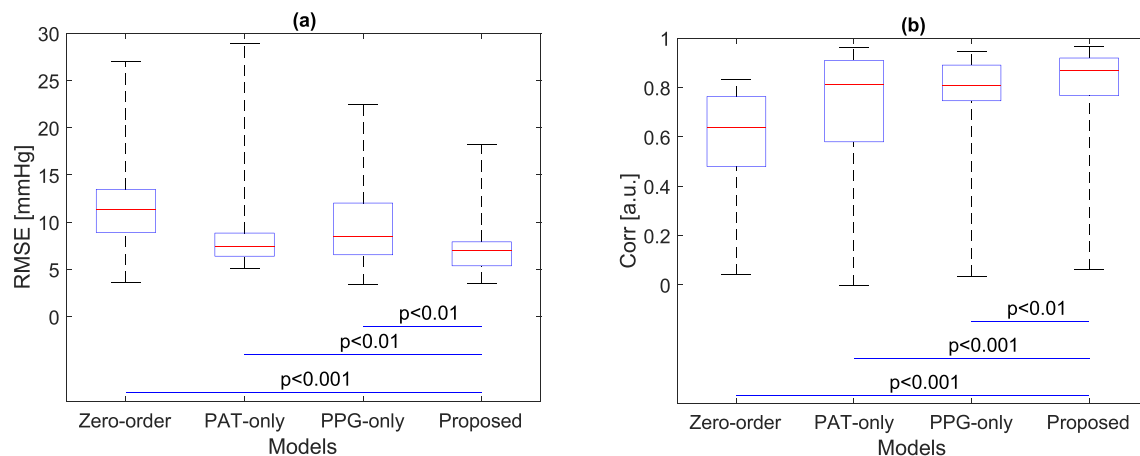 (a)
30
25
20
15
10
5
0
RMSE [mmHg]
p<0.01
p<0.01
p<0.001
Zero-order PAT-only PPG-only Proposed
Models
(b)
1
0.8
0.6
0.4
0.2
0
Corr [a.u.]
p<0.01
p<0.001
p<0.001
Zero-order PAT-only PPG-only Proposed
Models